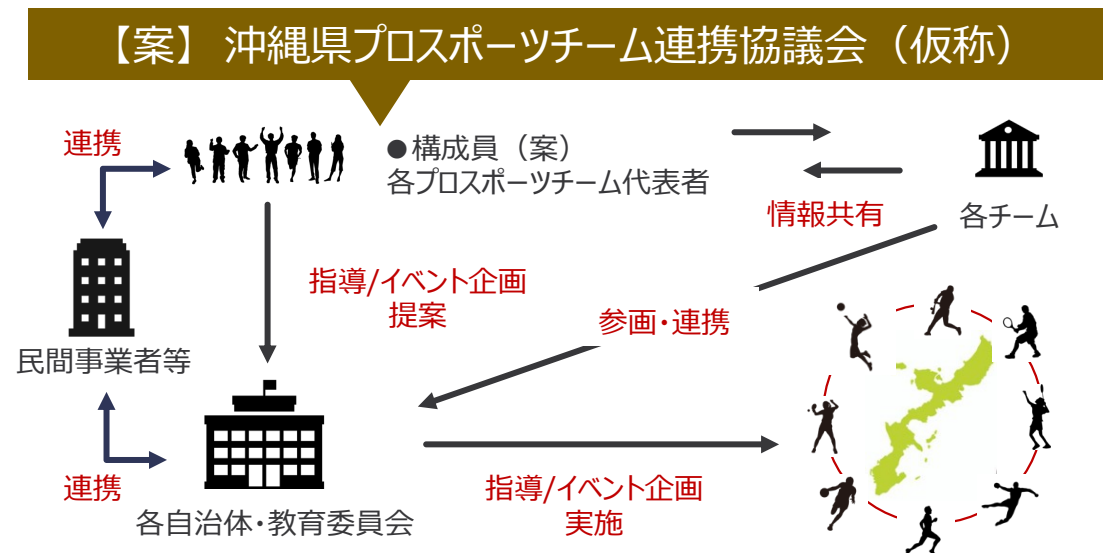 【案】 沖縄県プロスポーツチーム連携協議会（仮称）
連携
●構成員（案）
各プロスポーツチーム代表者
情報共有
各チーム
指導/イベント企画
提案
参画・連携
民間事業者等
連携
各自治体・教育委員会
指導/イベント企画
実施